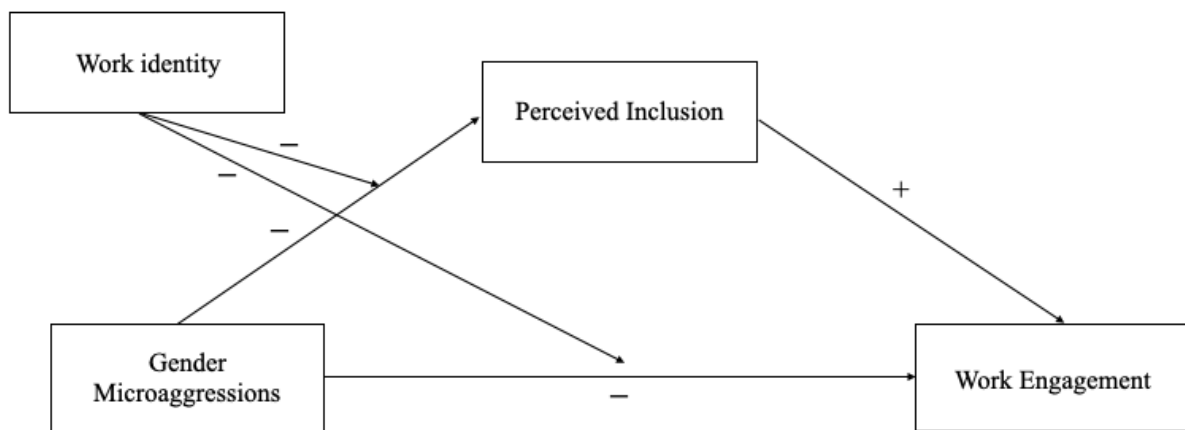 Work identity
Perceived Inclusion
–
–
–
+
Gender
Microaggressions
Work Engagement
–